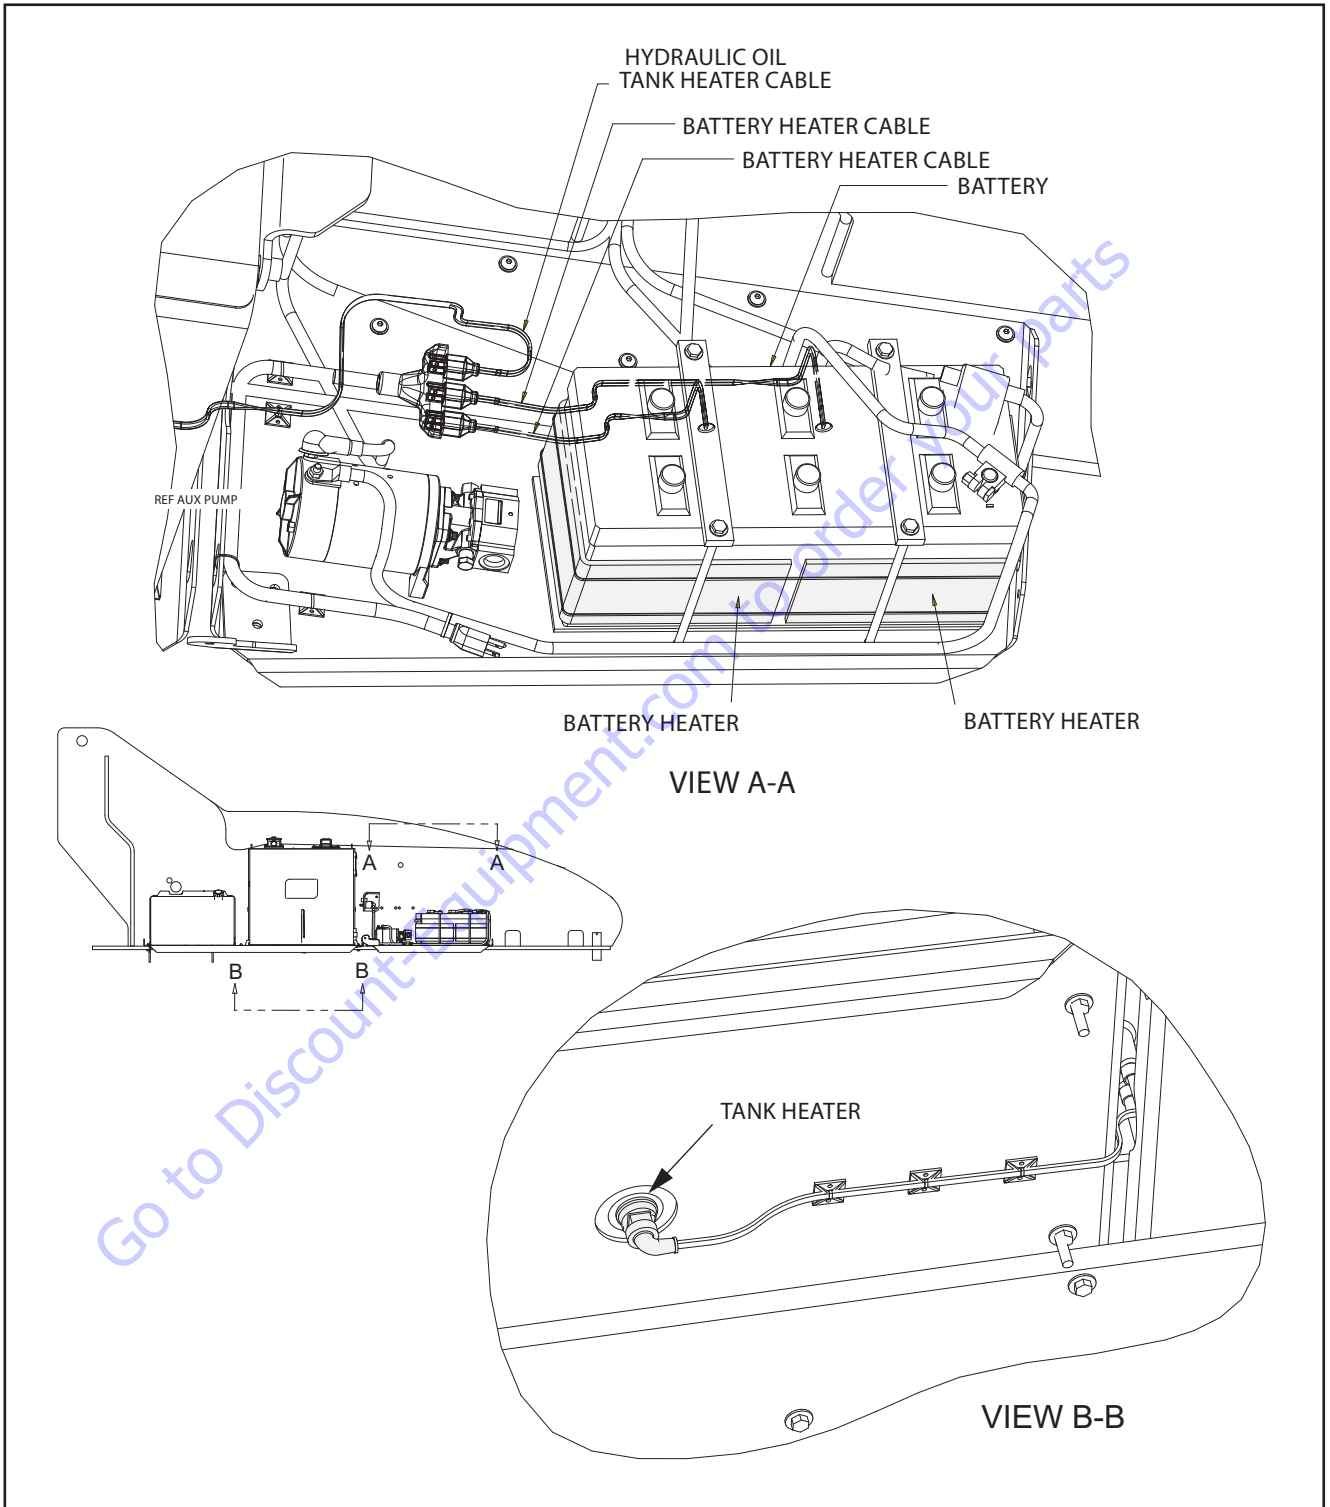 HYDRAULIC OIL
TANK HEATER CABLE
BATTERY HEATER CABLE
BATTERY HEATER CABLE
BATTERY
REF AUX PUMP
BATTERY HEATER
BATTERY HEATER
VIEW A-A
A
A
B
B
TANK HEATER
VIEW B-B
Go to Discount-Equipment.com to order your parts